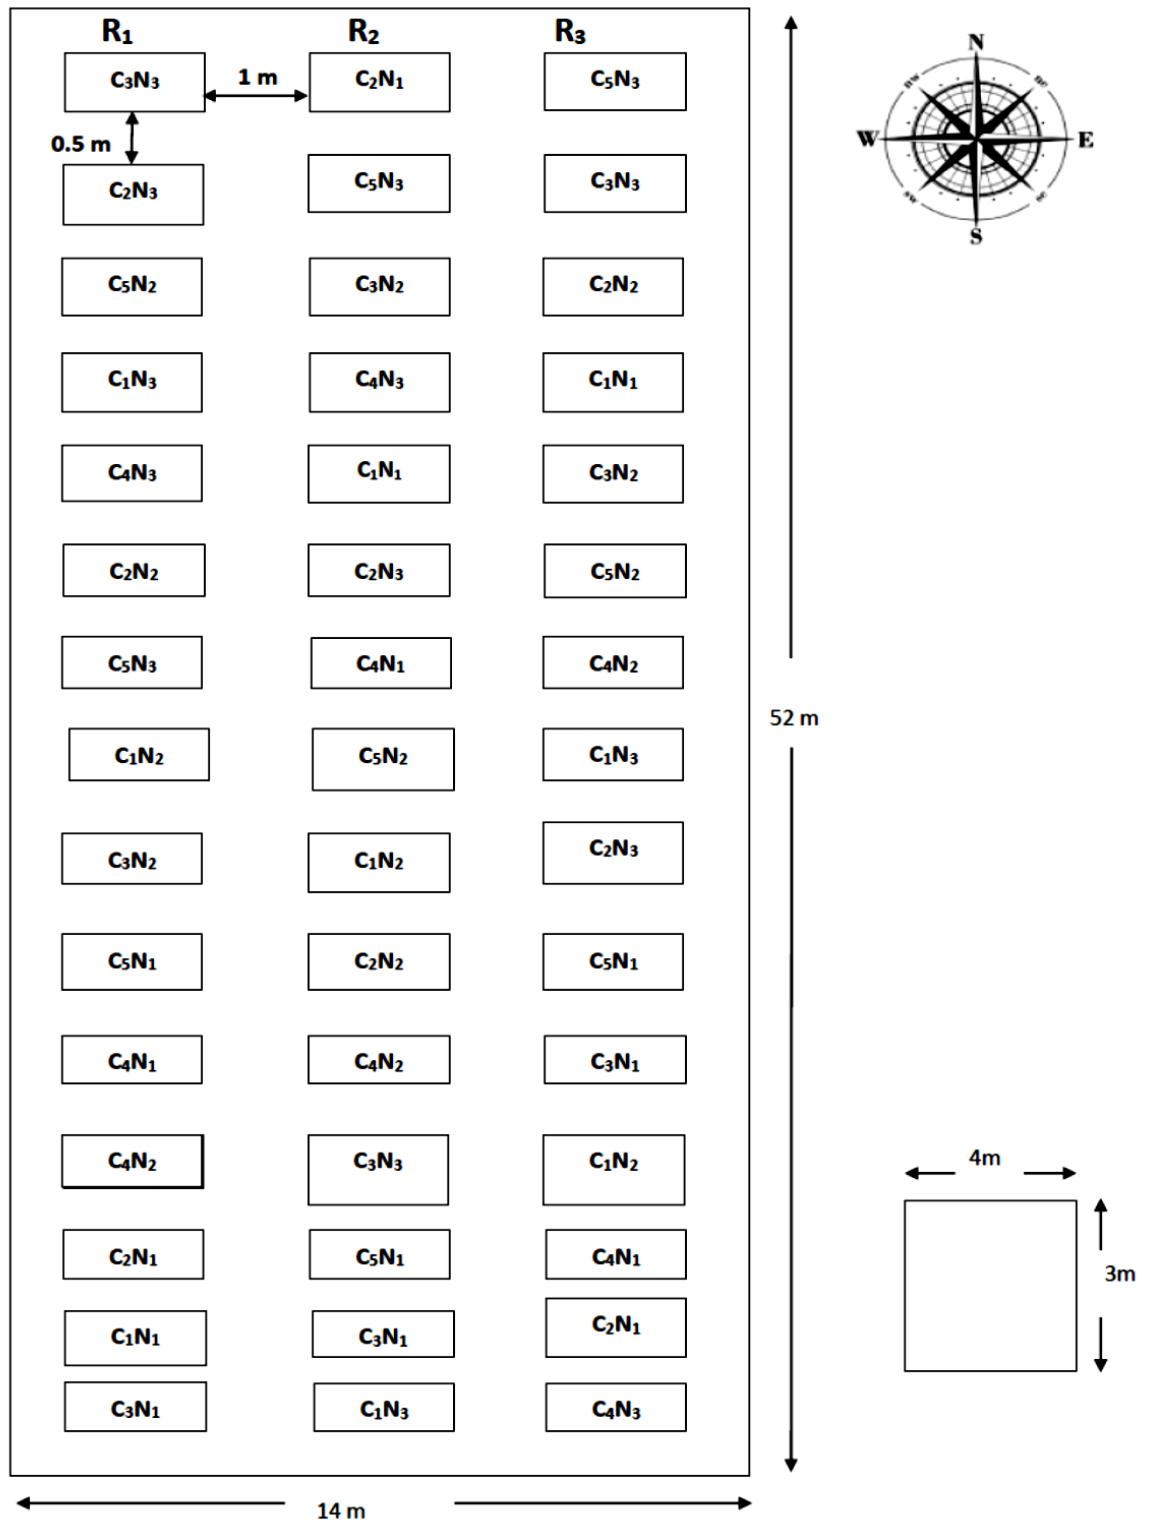 R₁ R₂ R₃
C₃N₃ 1 m C₂N₁ C₅N₃
0.5 m
C₂N₃ C₅N₃ C₃N₃
C₅N₂ C₃N₂ C₂N₂
C₁N₃ C₄N₃ C₁N₁
C₄N₃ C₁N₁ C₃N₂
C₂N₂ C₂N₃ C₅N₂
C₅N₃ C₄N₁ C₄N₂
C₁N₂ C₅N₂ C₁N₃
C₃N₂ C₁N₂ C₂N₃
C₅N₁ C₂N₂ C₅N₁
C₄N₁ C₄N₂ C₃N₁
C₄N₂ C₃N₃ C₁N₂
C₂N₁ C₅N₁ C₄N₁
C₁N₁ C₃N₁ C₂N₁
C₃N₁ C₁N₃ C₄N₃
14 m
52 m
N
W E
S
4m
3m